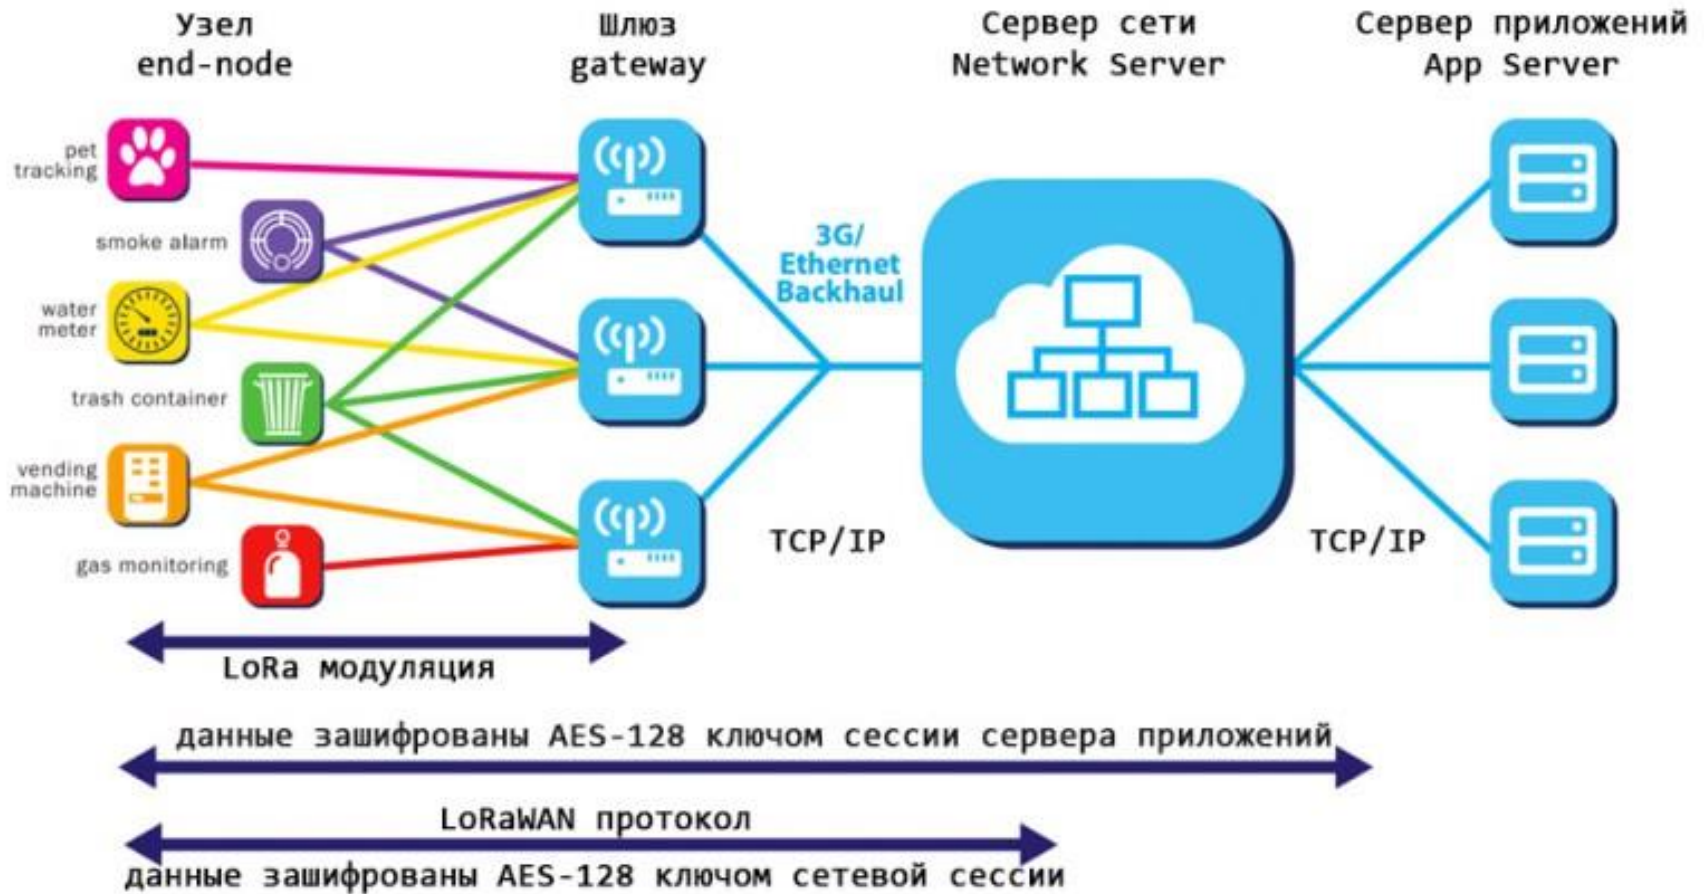 Узел
end-node
Шлюз
gateway
Сервер сети
Network Server
Сервер приложений
App Server
pet
tracking
smoke alarm
water
meter
trash container
vending
machine
gas monitoring
3G/
Ethernet
Backhaul
TCP/IP
TCP/IP
LoRa модуляция
данные зашифрованы AES-128 ключом сессии сервера приложений
LoRaWAN протокол
данные зашифрованы AES-128 ключом сетевой сессии